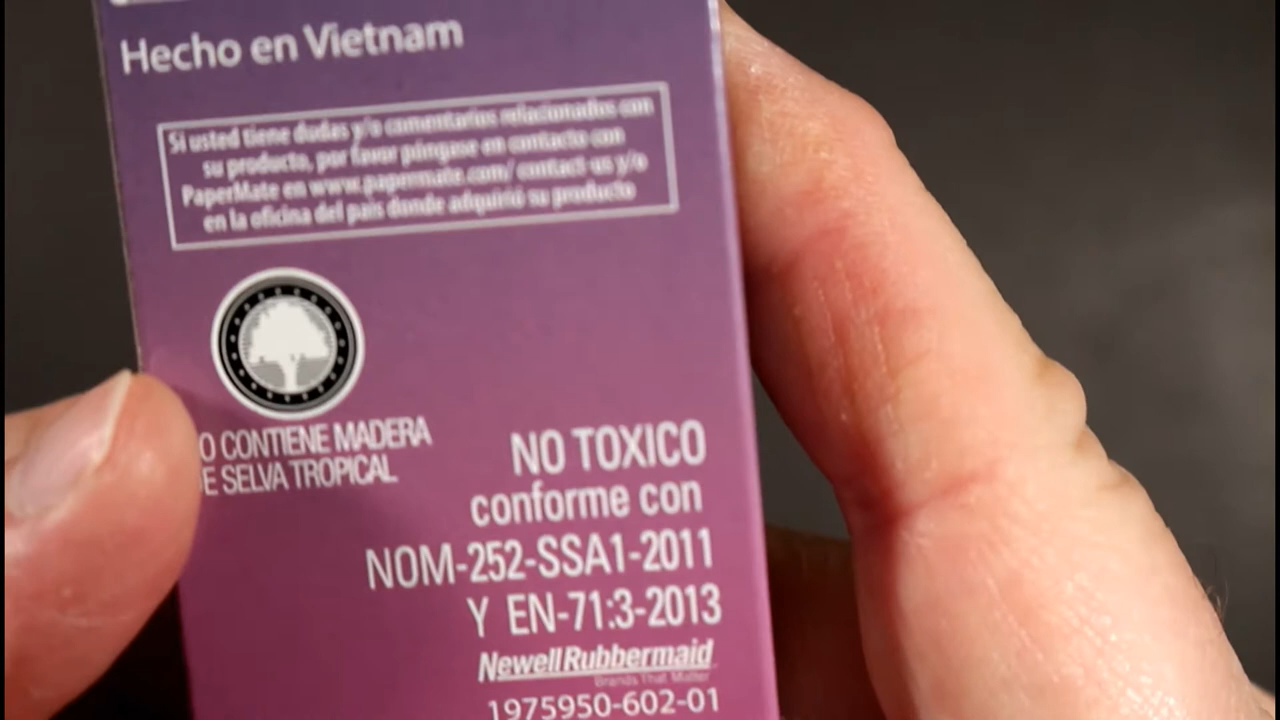 Hecho en Vietnam
Si usted tiene dudas y/o comentarios relacionados con
su producto, por favor póngase en contacto con
PaperMate en www.papermate.com/ contact-us y/o
en la oficina del país donde adquirió su producto
O CONTIENE MADERA
E SELVA TROPICAL
NO TOXICO
conforme con
NOM-252-SSA1-2011
Y EN-71:3-2013
NewellRubbermaid
Brands That Matter
1975950-602-01